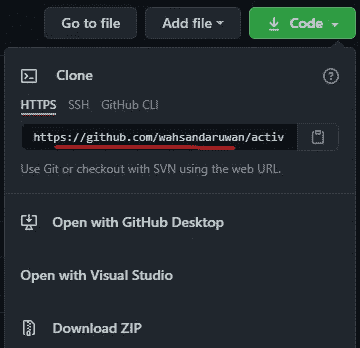 Go to file Add file Code
Clone
HTTPS SSH GitHub CLI
https://github.com/wahsandaruwan/activ
Use Git or checkout with SVN using the web URL.
Open with GitHub Desktop
Open with Visual Studio
Download ZIP